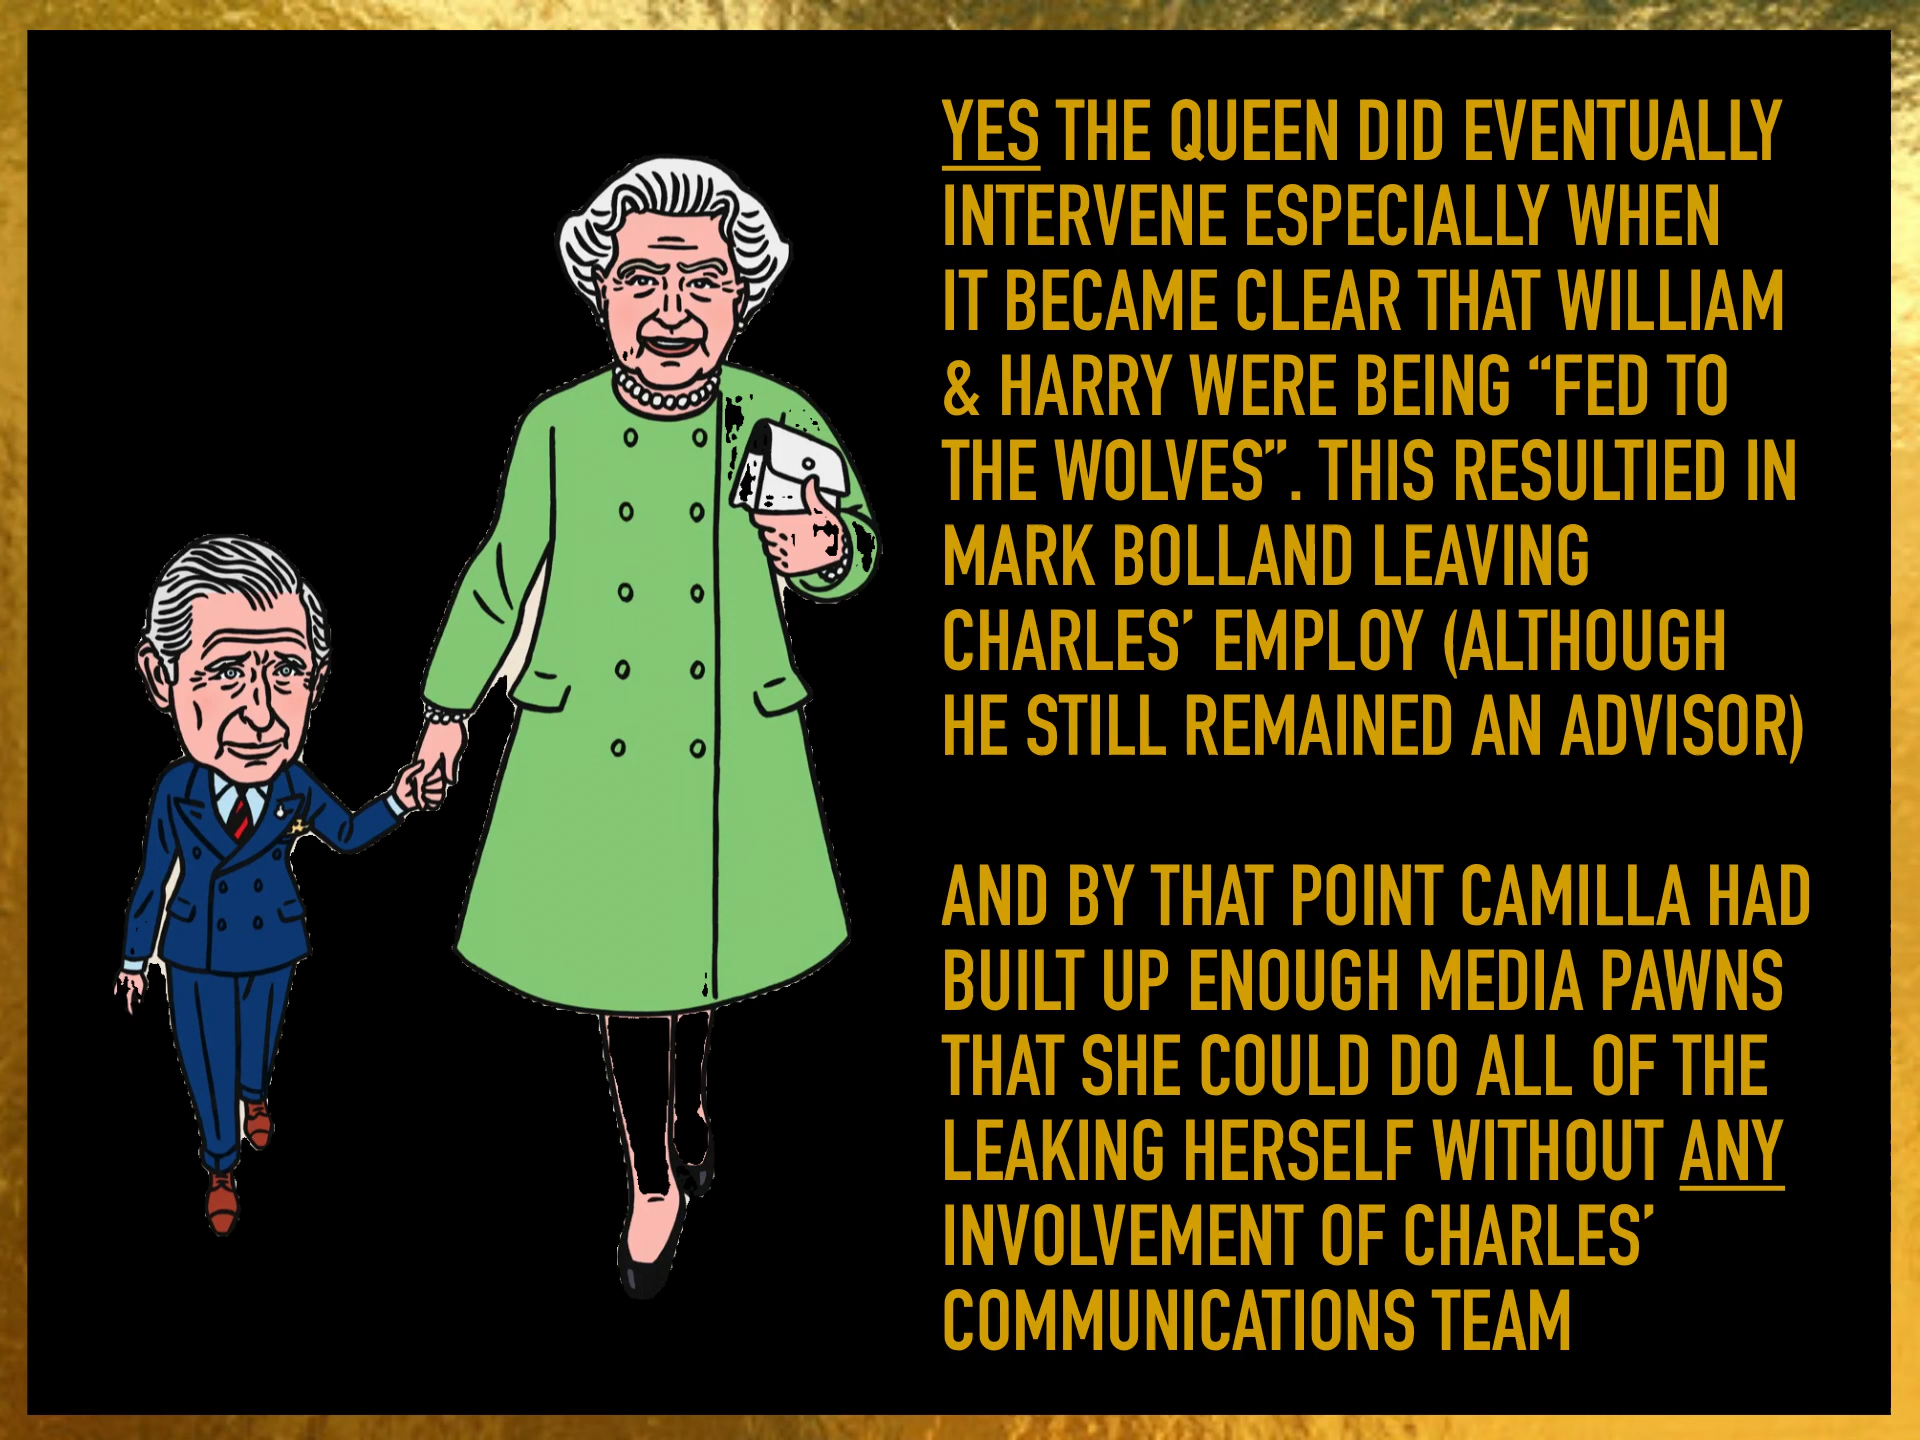 YES THE QUEEN DID EVENTUALLY
INTERVENE ESPECIALLY WHEN
IT BECAME CLEAR THAT WILLIAM
& HARRY WERE BEING “FED TO
THE WOLVES”. THIS RESULTIED IN
MARK BOLLAND LEAVING
CHARLES’ EMPLOY (ALTHOUGH
HE STILL REMAINED AN ADVISOR)
AND BY THAT POINT CAMILLA HAD
BUILT UP ENOUGH MEDIA PAWNS
THAT SHE COULD DO ALL OF THE
LEAKING HERSELF WITHOUT ANY
INVOLVEMENT OF CHARLES’
COMMUNICATIONS TEAM